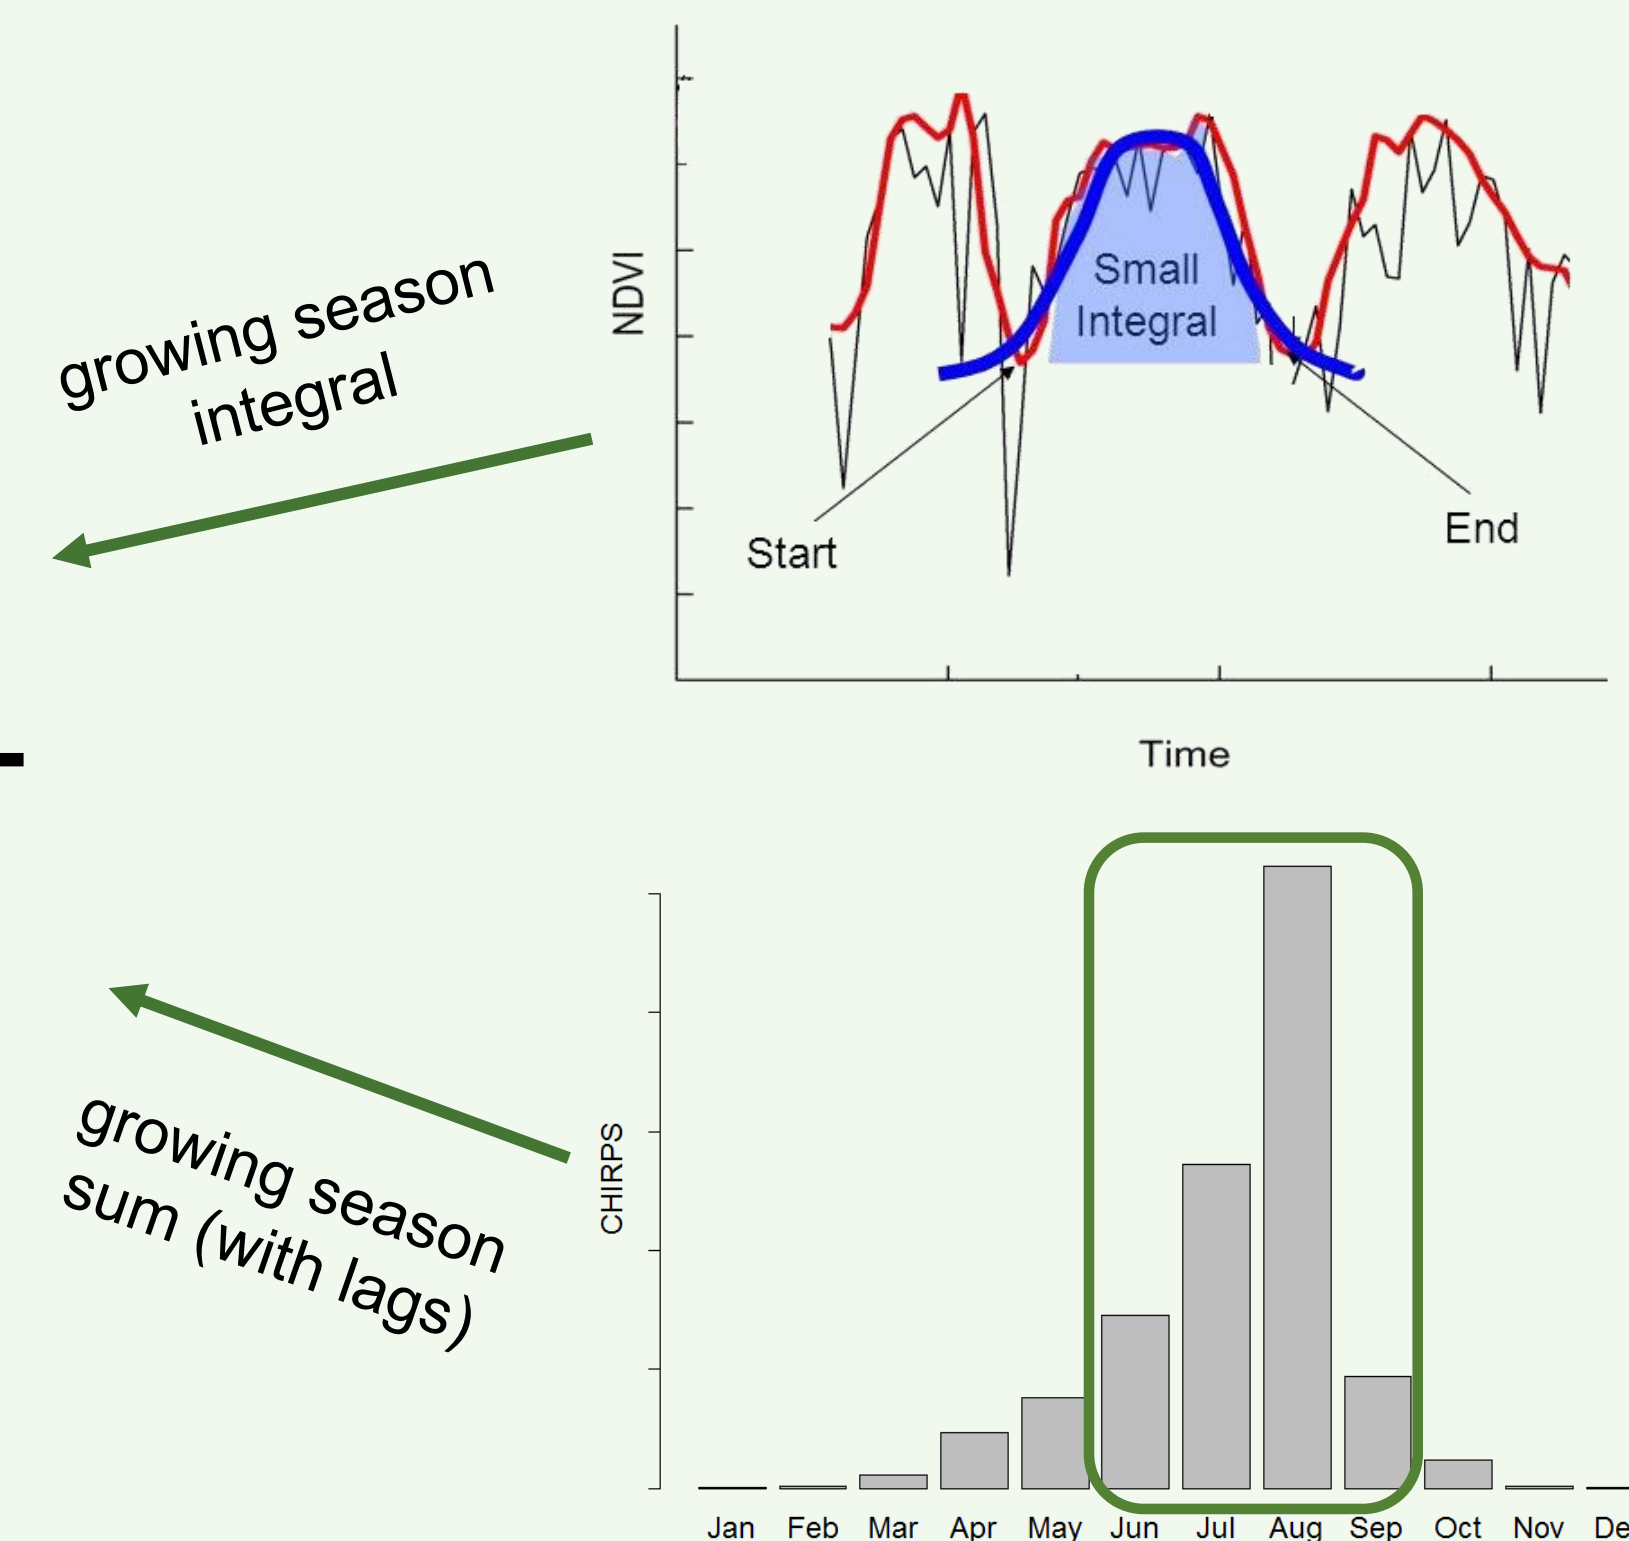 growing season
integral
NDVI
Small
Integral
Start
End
Time
growing season
sum (with lags)
CHIRPS
Jan Feb Mar Apr May Jun Jul Aug Sep Oct Nov De